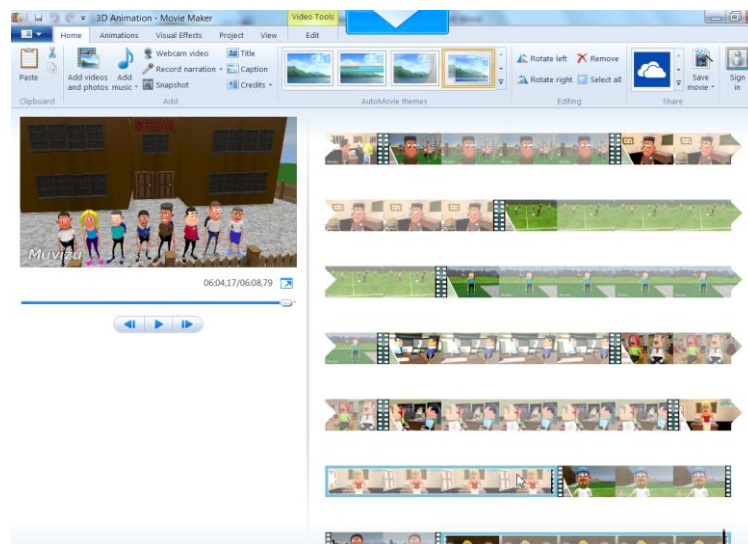 3D Animation - Movie Maker
Video Tools
Home Animations Visual Effects Project View Edit
Paste
Add videos and photos
Add music
Webcam video
Record narration
Snapshot
Title
Caption
Credits
Rotate left
Rotate right
Remove
Select all
Save movie
Sign in
Clipboard Add AutoMovie themes Editing Share
SCHOOL
Muvizu
06:04,17/06:08,79